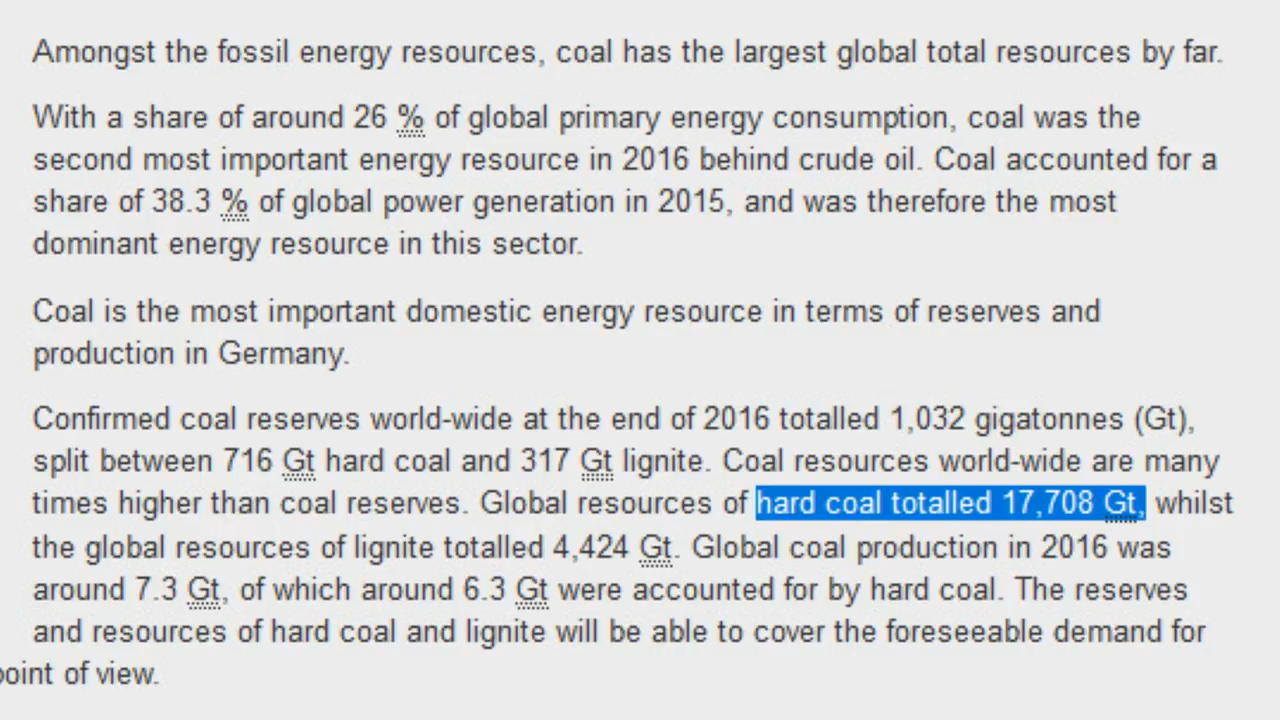 Amongst the fossil energy resources, coal has the largest global total resources by far.
With a share of around 26 % of global primary energy consumption, coal was the
second most important energy resource in 2016 behind crude oil. Coal accounted for a
share of 38.3 % of global power generation in 2015, and was therefore the most
dominant energy resource in this sector.
Coal is the most important domestic energy resource in terms of reserves and
production in Germany.
Confirmed coal reserves world-wide at the end of 2016 totalled 1,032 gigatonnes (Gt),
split between 716 Gt hard coal and 317 Gt lignite. Coal resources world-wide are many
times higher than coal reserves. Global resources of hard coal totalled 17,708 Gt, whilst
the global resources of lignite totalled 4,424 Gt. Global coal production in 2016 was
around 7.3 Gt, of which around 6.3 Gt were accounted for by hard coal. The reserves
and resources of hard coal and lignite will be able to cover the foreseeable demand for
point of view.